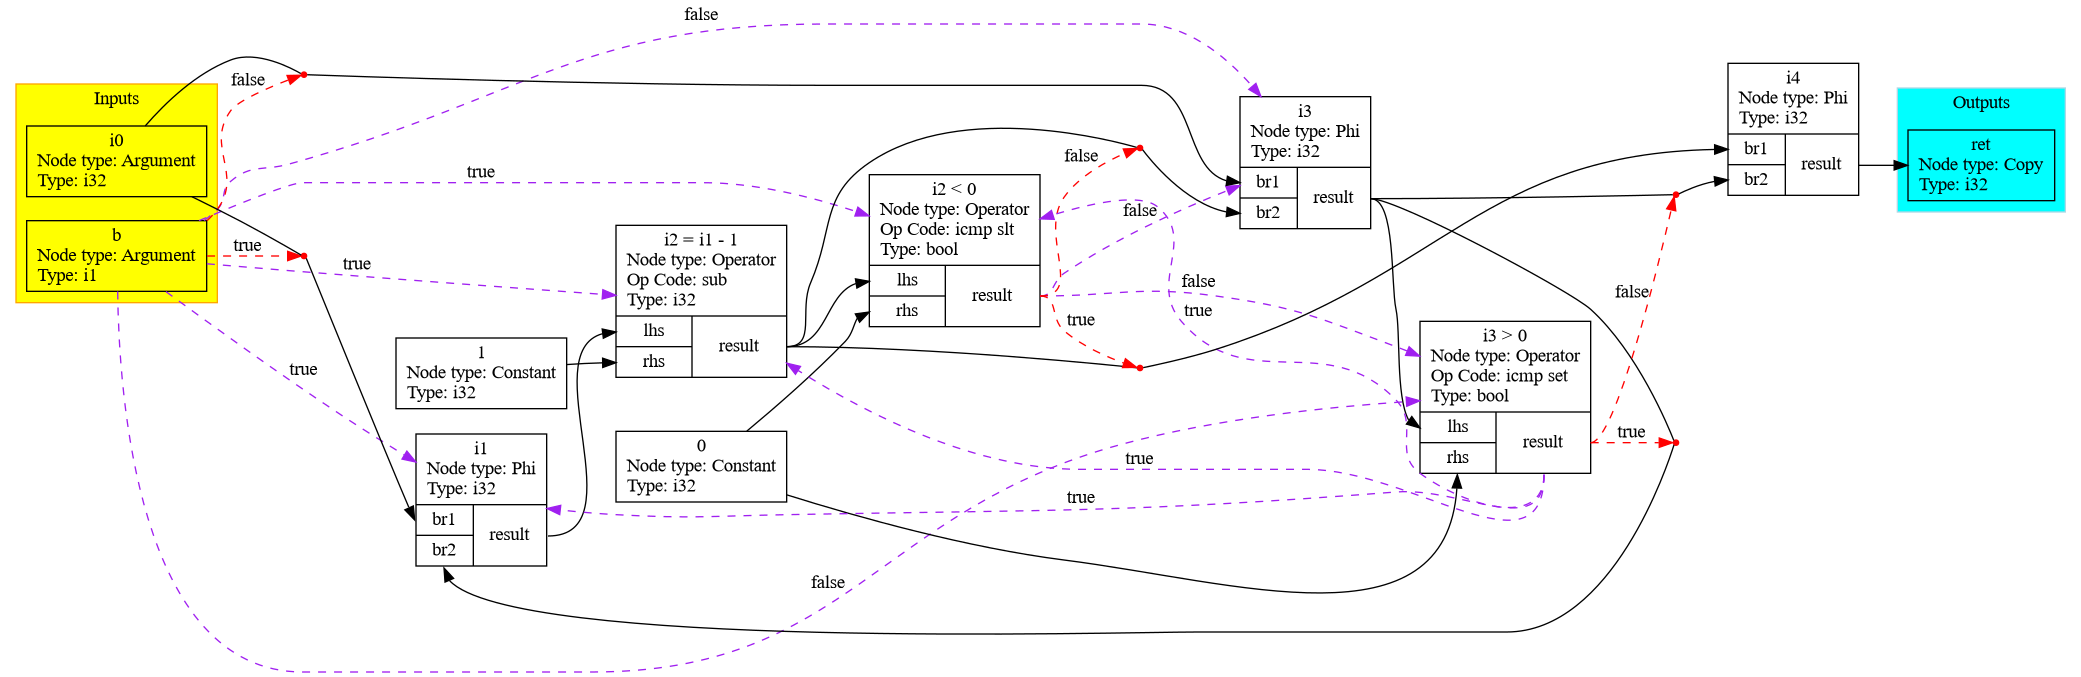 Inputs
i0
Node type: Argument
Type: i32
b
Node type: Argument
Type: i1
false
true
false
true
true
true
false
1
Node type: Constant
Type: i32
i1
Node type: Phi
Type: i32
br1
br2
result
i2 = i1 - 1
Node type: Operator
Op Code: sub
Type: i32
lhs
rhs
result
0
Node type: Constant
Type: i32
i2 < 0
Node type: Operator
Op Code: icmp slt
Type: bool
lhs
rhs
result
false
true
false
false
true
true
true
i3
Node type: Phi
Type: i32
br1
br2
result
i3 > 0
Node type: Operator
Op Code: icmp set
Type: bool
lhs
rhs
result
false
true
i4
Node type: Phi
Type: i32
br1
br2
result
Outputs
ret
Node type: Copy
Type: i32